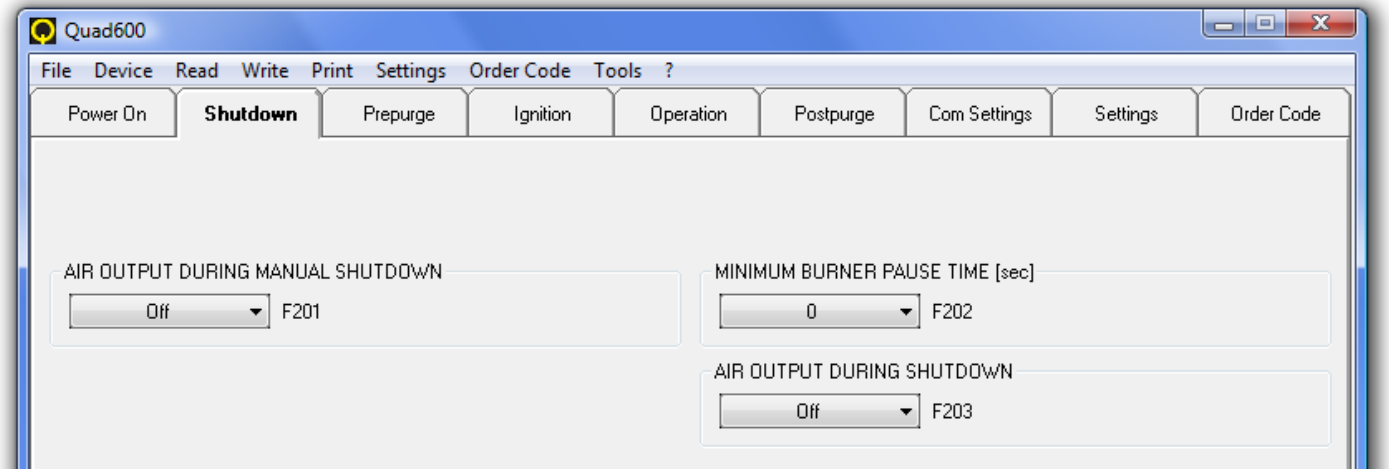 Quad600
File Device Read Write Print Settings Order Code Tools ?
Power On Shutdown Prepurge Ignition Operation Postpurge Com Settings Settings Order Code
AIR OUTPUT DURING MANUAL SHUTDOWN
Off F201
MINIMUM BURNER PAUSE TIME [sec]
0 F202
AIR OUTPUT DURING SHUTDOWN
Off F203